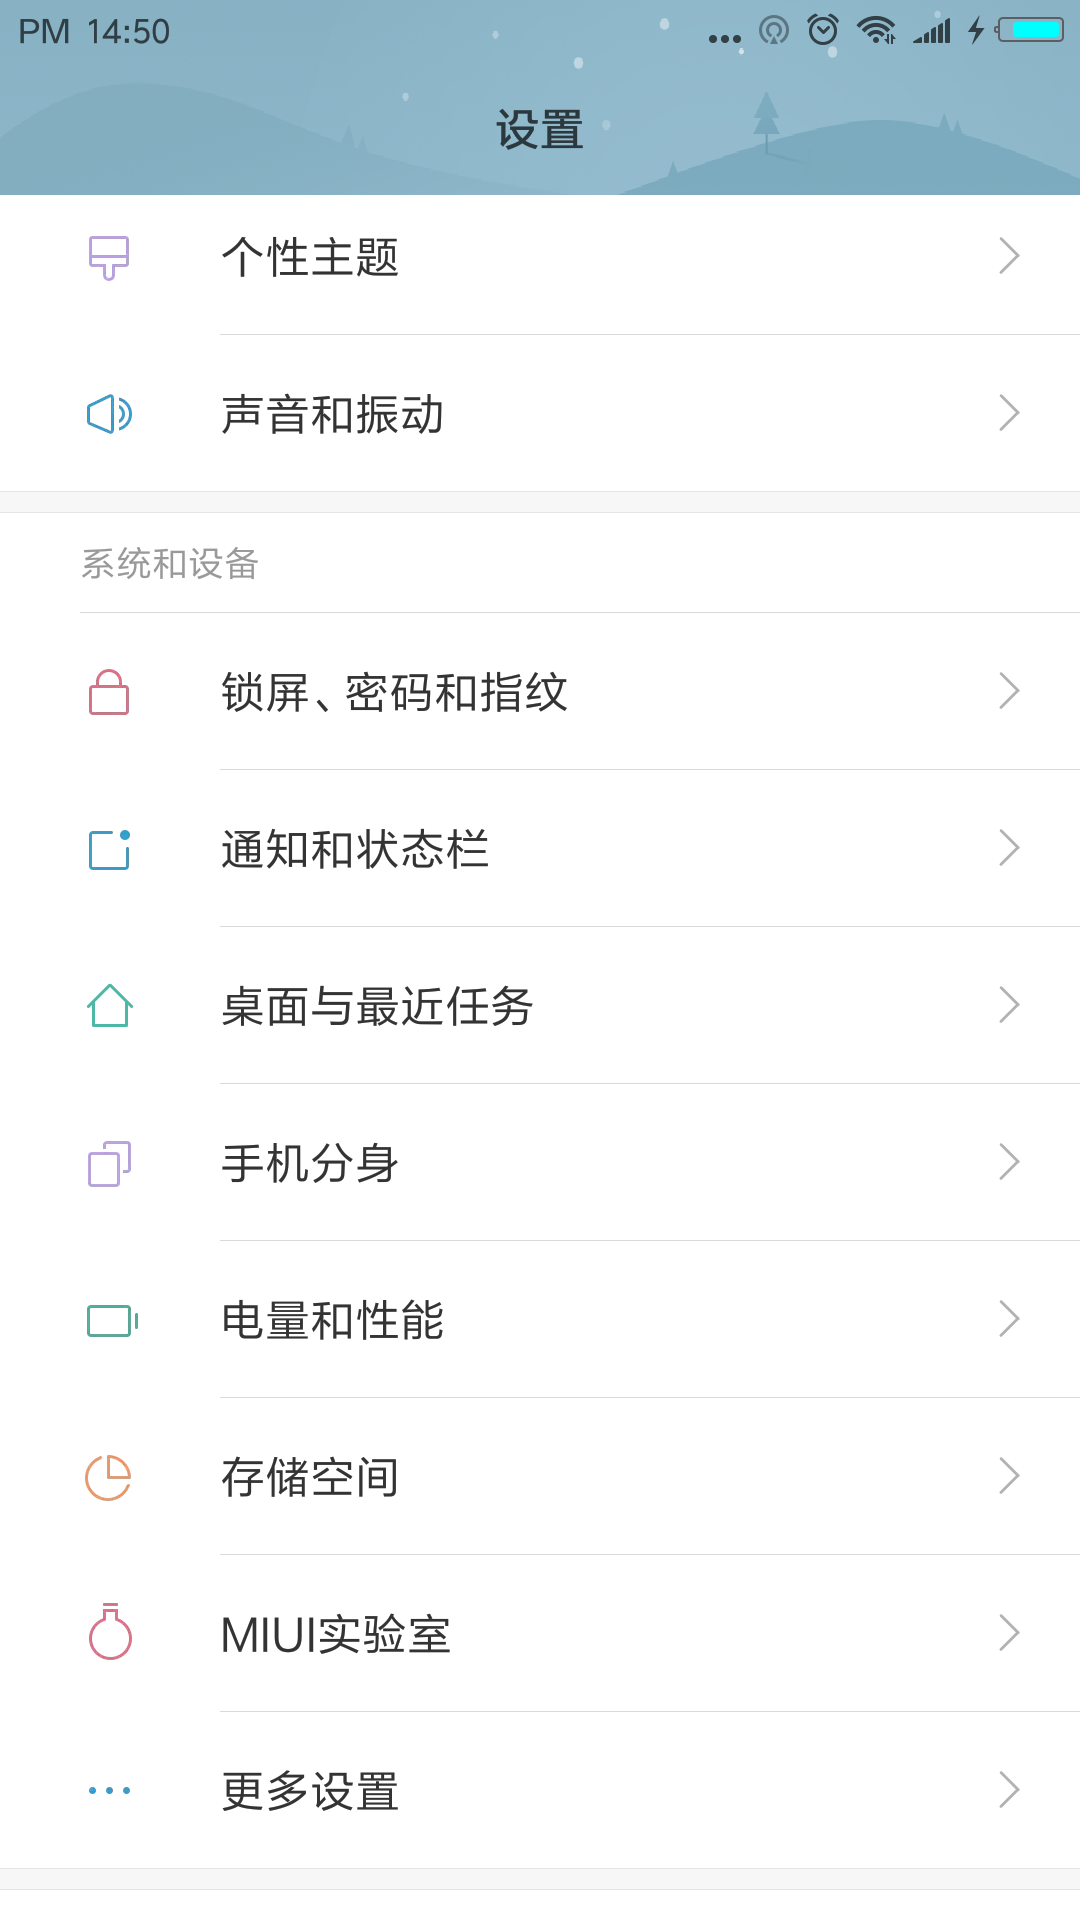 PM 14:50
设置
个性主题
声音和振动
系统和设备
锁屏、密码和指纹
通知和状态栏
桌面与最近任务
手机分身
电量和性能
存储空间
MIUI实验室
更多设置